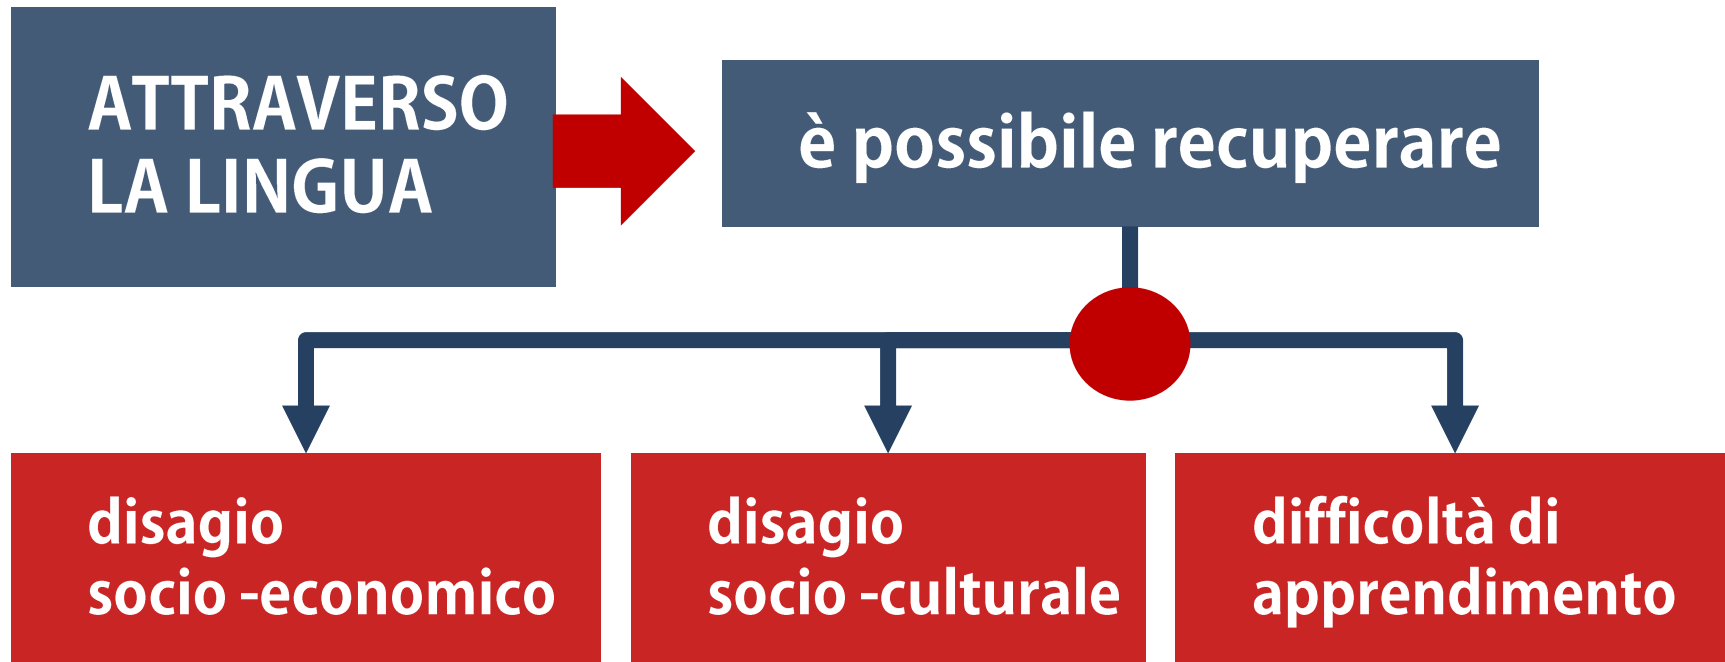 ATTRAVERSO
LA LINGUA
è possibile recuperare
disagio
socio -economico
disagio
socio -culturale
difficoltà di
apprendimento